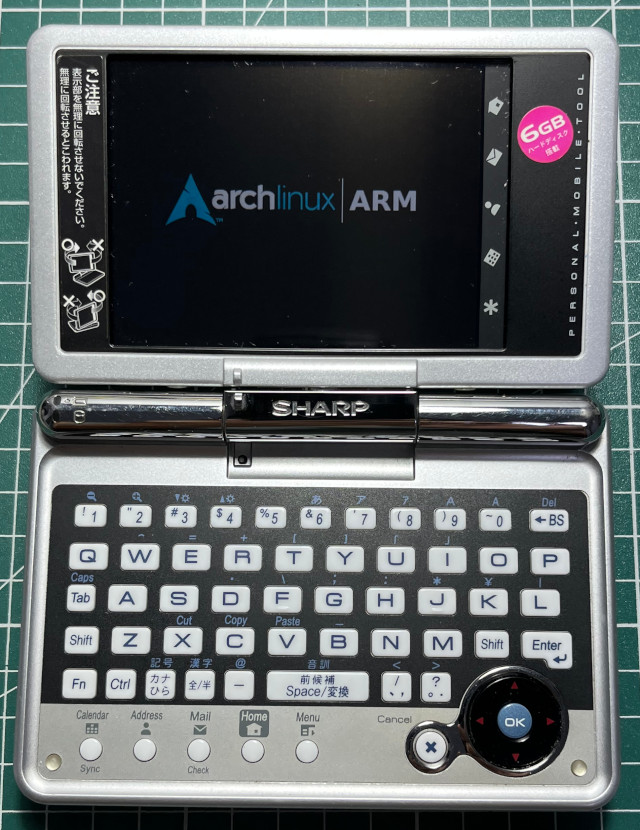 ご注意
表示部を無理に回転させないでください。
無理に回転させるとこわれます。
archlinux | ARM
TM
6GB
ハードディスク
搭載
PERSONAL・MOBILE・TOOL
SHARP
あ ア ア A A Del
! 1 " 2 # 3 $ 4 % 5 & 6 ' 7 ( 8 ) 9 ~ 0 ←BS
^ = + [ ] { } 
Q W E R T Y U I O P
Caps . \ ; : * ¥ |
Tab A S D F G H J K L
Cut Copy Paste _
Shift Z X C V B N M Shift Enter
記号 漢字 @ 音訓 < >
Fn Ctrl カナ ひら 全/半 ー 前候補 Space/変換 / 、, ? 。.
Calendar Address Mail Home Menu Cancel
OK
Sync Check